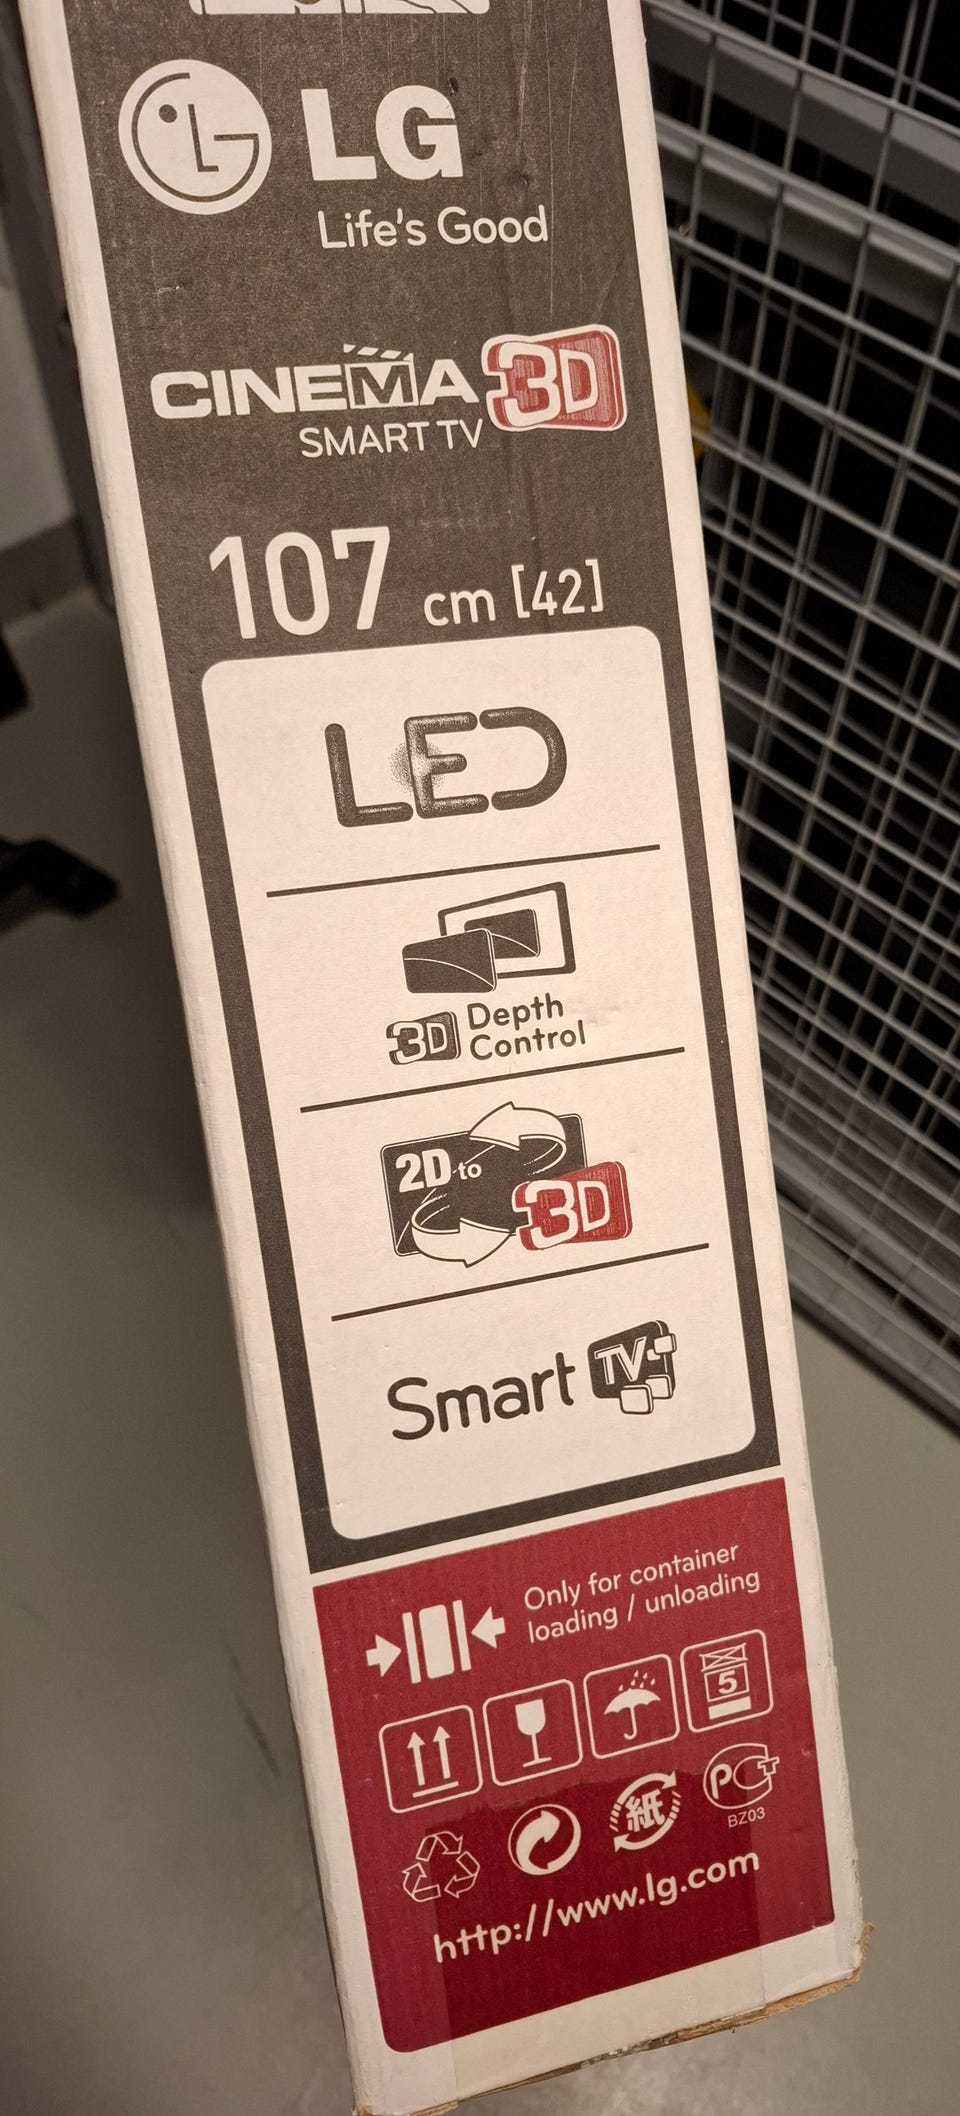 LG
Life's Good
CINEMA 3D
SMART TV
107 cm [42]
LED
3D Depth
Control
2D to 3D
Smart TV
Only for container
loading / unloading
5
紙 PCT
BZ03
http://www.lg.com